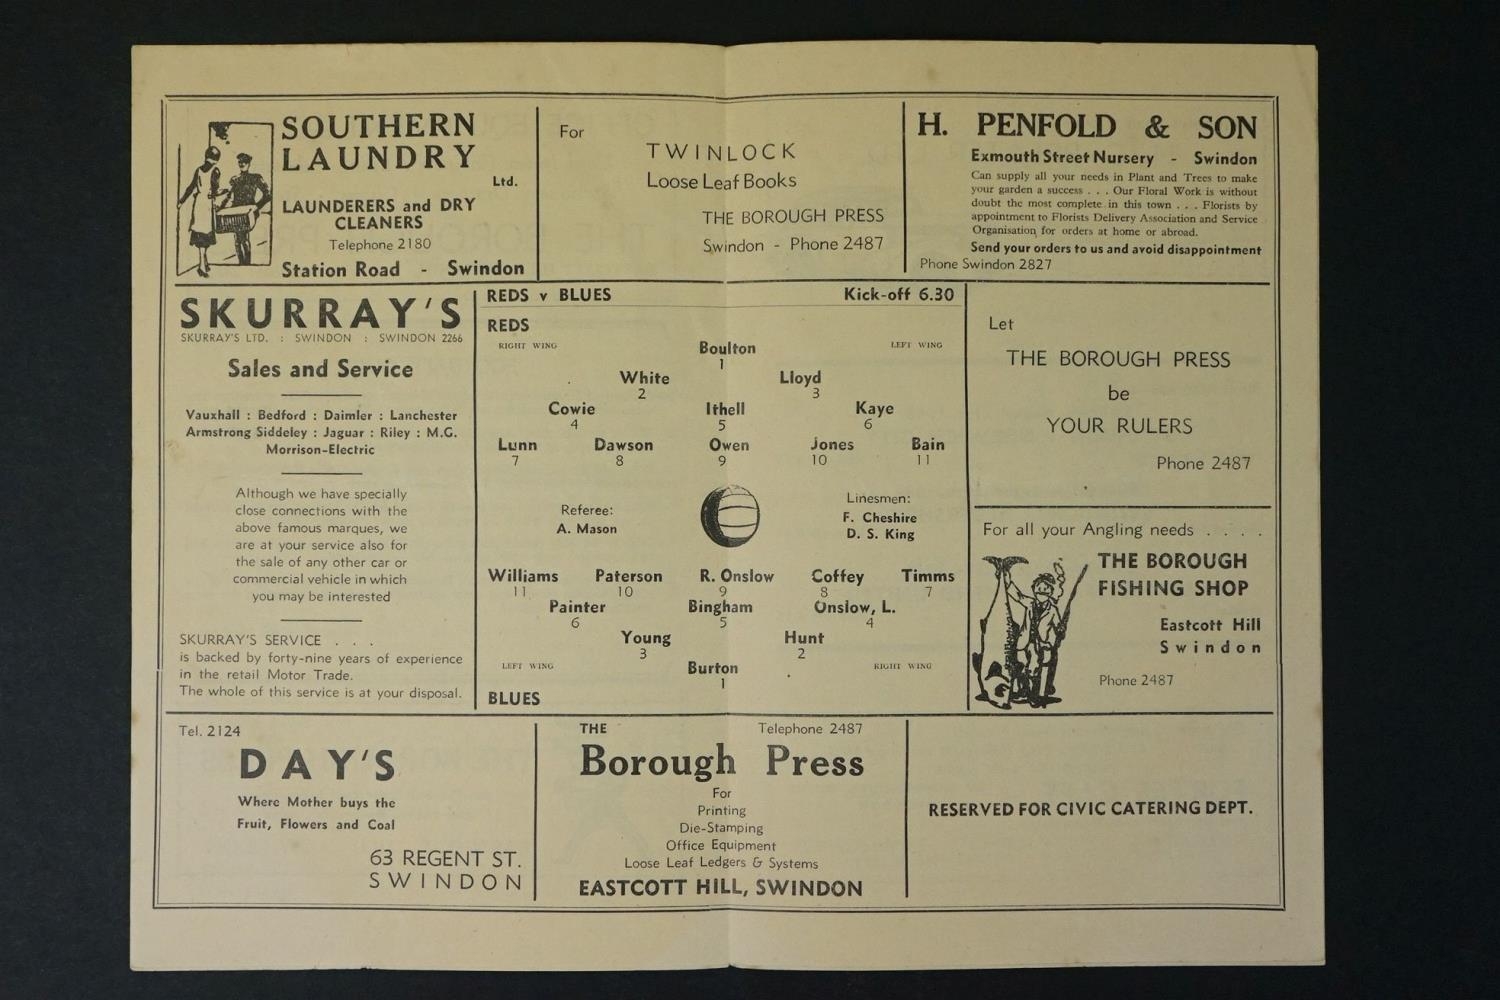 SOUTHERN
LAUNDRY
Ltd.
LAUNDERERS and DRY
CLEANERS
Telephone 2180
Station Road - Swindon
For
TWINLOCK
Loose Leaf Books
THE BOROUGH PRESS
Swindon - Phone 2487
H. PENFOLD & SON
Exmouth Street Nursery - Swindon
Can supply all your needs in Plant and Trees to make
your garden a success . . . Our Floral Work is without
doubt the most complete in this town . . . Florists by
appointment to Florists Delivery Association and Service
Organisation for orders at home or abroad.
Send your orders to us and avoid disappointment
Phone Swindon 2827
SKURRAY'S
SKURRAY'S LTD. : SWINDON : SWINDON 2266
Sales and Service
Vauxhall : Bedford : Daimler : Lanchester
Armstrong Siddeley : Jaguar : Riley : M.G.
Morrison-Electric
Although we have specially
close connections with the
above famous marques, we
are at your service also for
the sale of any other car or
commercial vehicle in which
you may be interested
SKURRAY'S SERVICE . . .
is backed by forty-nine years of experience
in the retail Motor Trade.
The whole of this service is at your disposal.
REDS v BLUES Kick-off 6.30
REDS
RIGHT WING Boulton LEFT WING
1
White Lloyd
2 3
Cowie Ithell Kaye
4 5 6
Lunn Dawson Owen Jones Bain
7 8 9 10 11
Referee:
A. Mason
Linesmen:
F. Cheshire
D. S. King
Williams Paterson R. Onslow Coffey Timms
11 10 9 8 7
Painter Bingham Onslow, L.
6 5 4
Young Hunt
3 2
LEFT WING Burton RIGHT WING
1
BLUES
Let
THE BOROUGH PRESS
be
YOUR RULERS
Phone 2487
For all your Angling needs . . . .
THE BOROUGH
FISHING SHOP
Eastcott Hill
Swindon
Phone 2487
Tel. 2124
DAY'S
Where Mother buys the
Fruit, Flowers and Coal
63 REGENT ST.
SWINDON
THE Telephone 2487
Borough Press
For
Printing
Die-Stamping
Office Equipment
Loose Leaf Ledgers & Systems
EASTCOTT HILL, SWINDON
RESERVED FOR CIVIC CATERING DEPT.